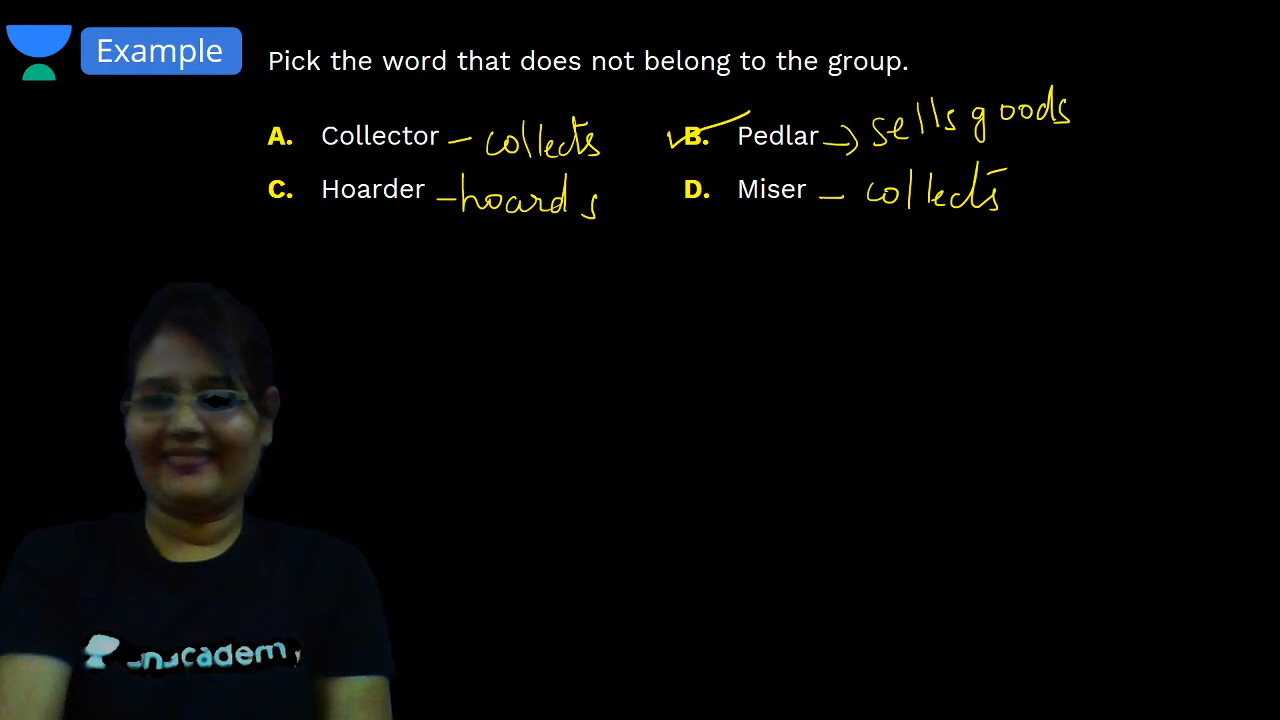 Example
Pick the word that does not belong to the group.
A. Collector – collects
B. Pedlar → sells goods
C. Hoarder – hoards
D. Miser – collects
unacademy